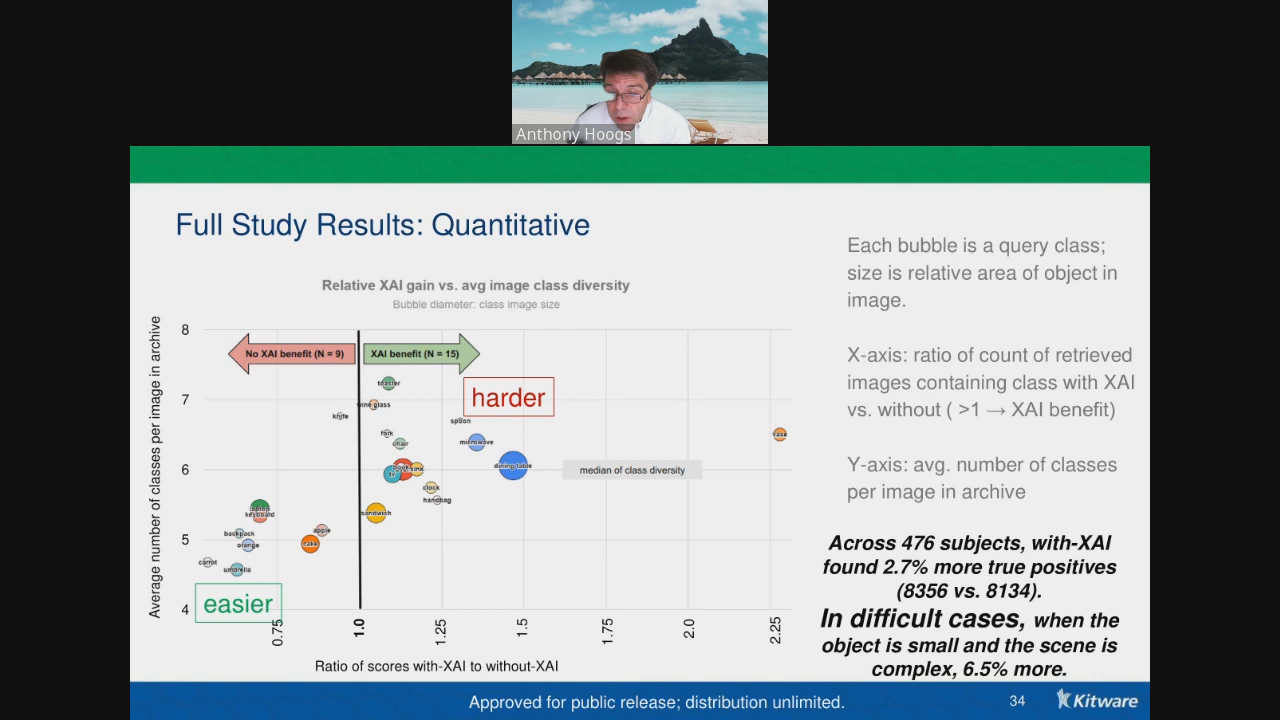 Anthony Hoogs
Full Study Results: Quantitative
Relative XAI gain vs. avg image class diversity
Bubble diameter: class image size
Average number of classes per image in archive
8
7
6
5
4
No XAI benefit (N = 9)
XAI benefit (N = 15)
harder
toaster
wine glass
knife
spoon
fork
chair
microwave
vase
book
tv
sink
dining table
median of class diversity
clock
handbag
sandwich
laptop
keyboard
apple
backpack
orange
cake
carrot
umbrella
easier
0.75
1.0
1.25
1.5
1.75
2.0
2.25
Ratio of scores with-XAI to without-XAI
Each bubble is a query class;
size is relative area of object in
image.
X-axis: ratio of count of retrieved
images containing class with XAI
vs. without ( >1 → XAI benefit)
Y-axis: avg. number of classes
per image in archive
Across 476 subjects, with-XAI
found 2.7% more true positives
(8356 vs. 8134).
In difficult cases, when the
object is small and the scene is
complex, 6.5% more.
Approved for public release; distribution unlimited.
34
Kitware